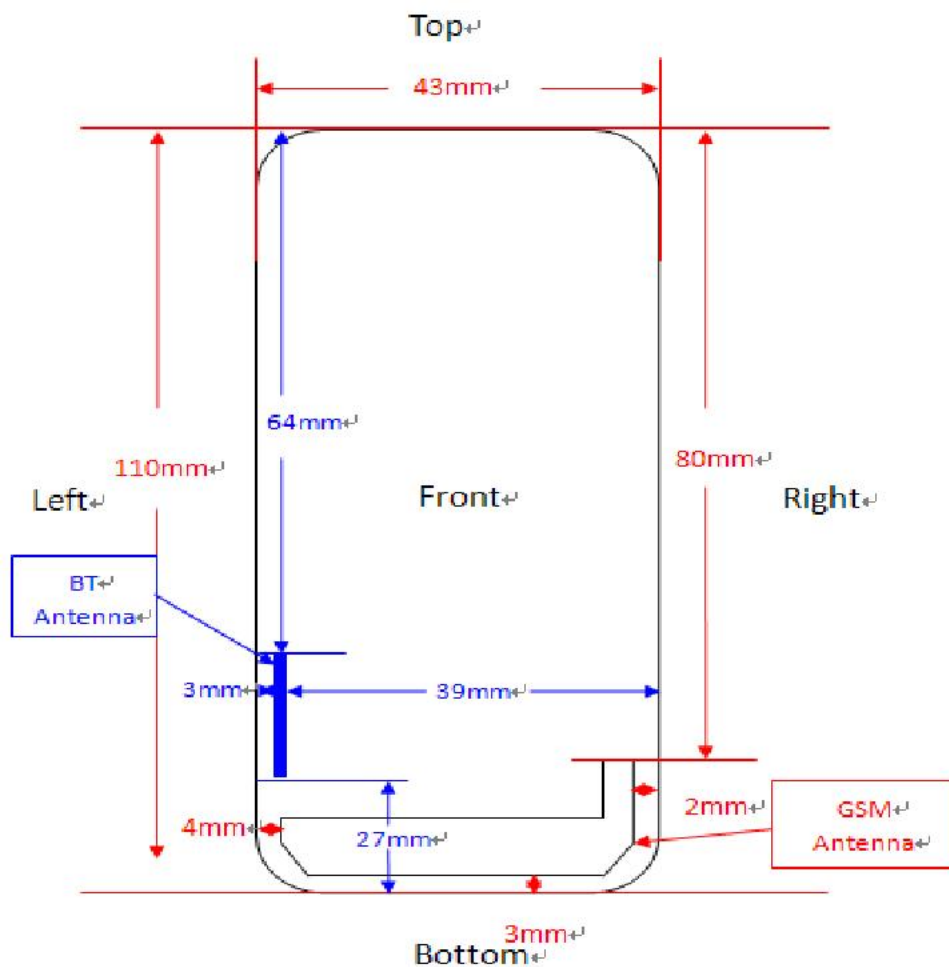 Top↵
43mm↵
64mm↵
110mm↵
80mm↵
Left↵
Front↵
Right↵
BT↵
Antenna↵
3mm↵
39mm↵
2mm↵
GSM↵
Antenna↵
4mm↵
27mm↵
3mm↵
Bottom↵